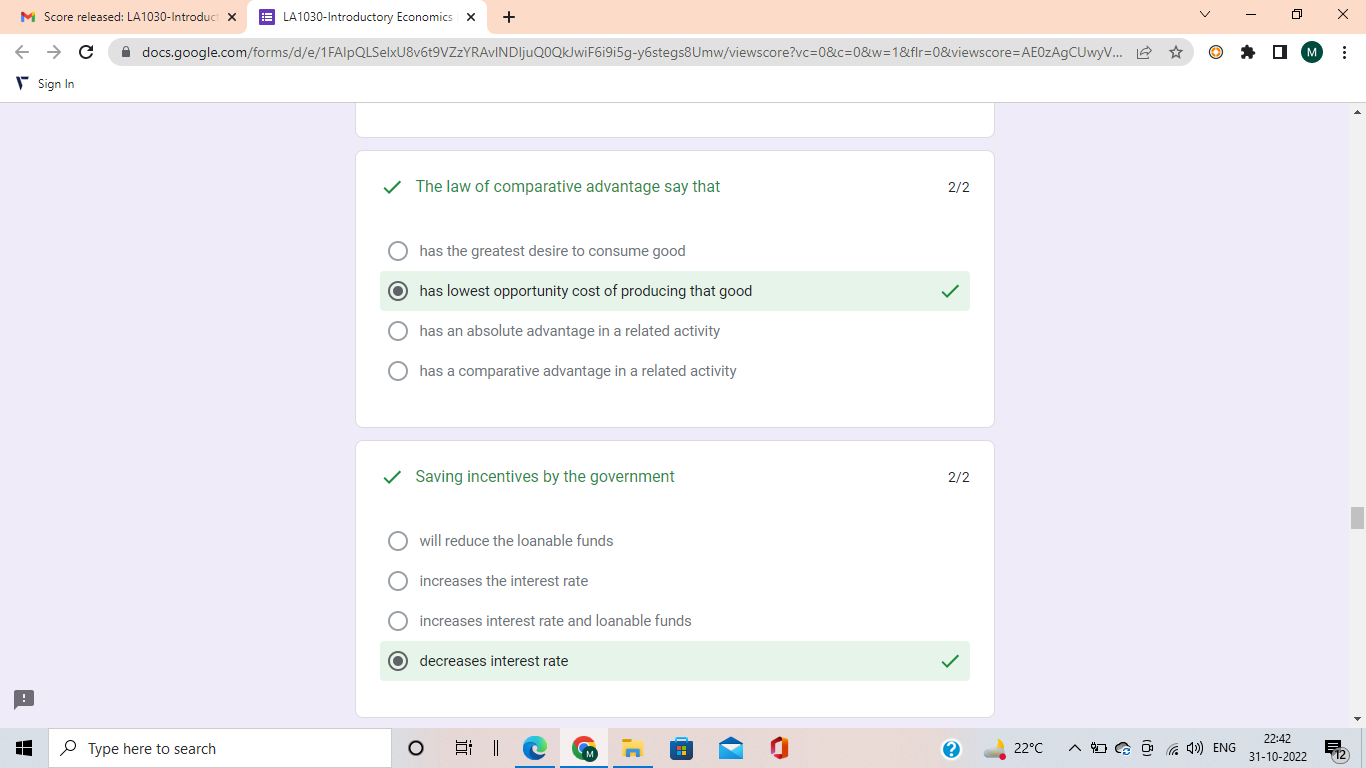 Score released: LA1030-Introduct
LA1030-Introductory Economics
docs.google.com/forms/d/e/1FAIpQLSelxU8v6t9VZzYRAvINDIjuQ0QkJwiF6i9i5g-y6stegs8Umw/viewscore?vc=0&c=0&w=1&flr=0&viewscore=AE0zAgCUwyV...
M
Sign In
The law of comparative advantage say that
2/2
has the greatest desire to consume good
has lowest opportunity cost of producing that good
has an absolute advantage in a related activity
has a comparative advantage in a related activity
Saving incentives by the government
2/2
will reduce the loanable funds
increases the interest rate
increases interest rate and loanable funds
decreases interest rate
Type here to search
M
22°C
ENG
22:42
31-10-2022
12